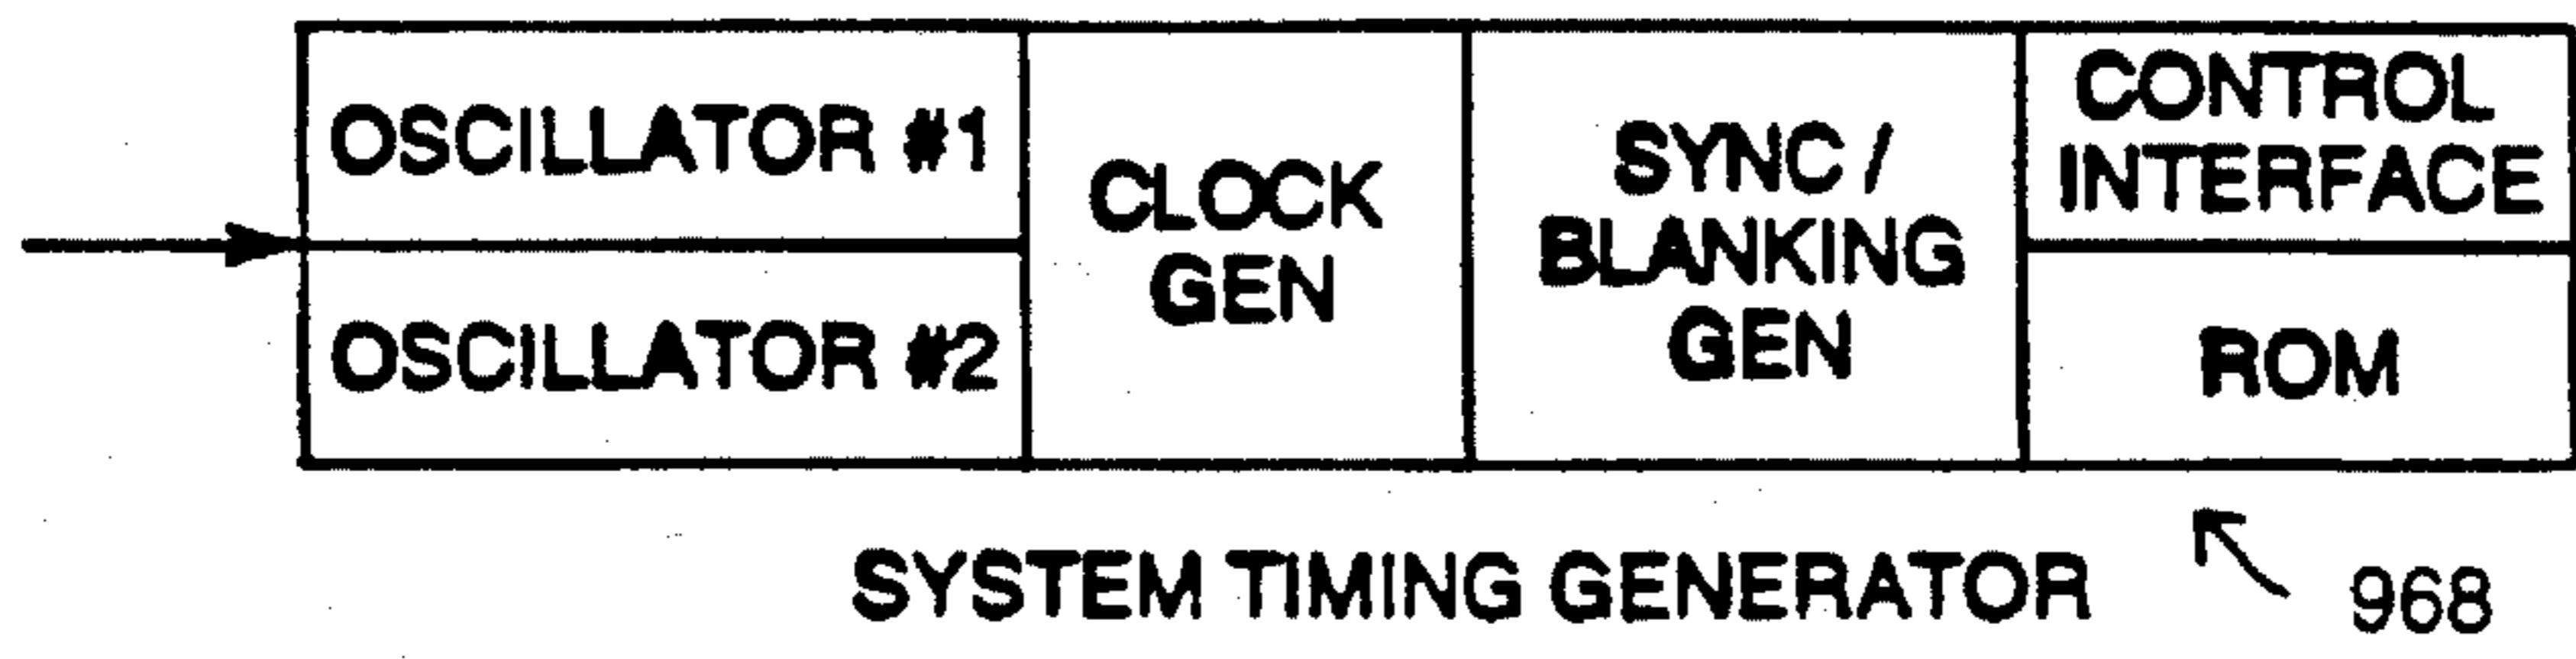 OSCILLATOR #1
OSCILLATOR #2
CLOCK
GEN
SYNC /
BLANKING
GEN
CONTROL
INTERFACE
ROM
SYSTEM TIMING GENERATOR
968